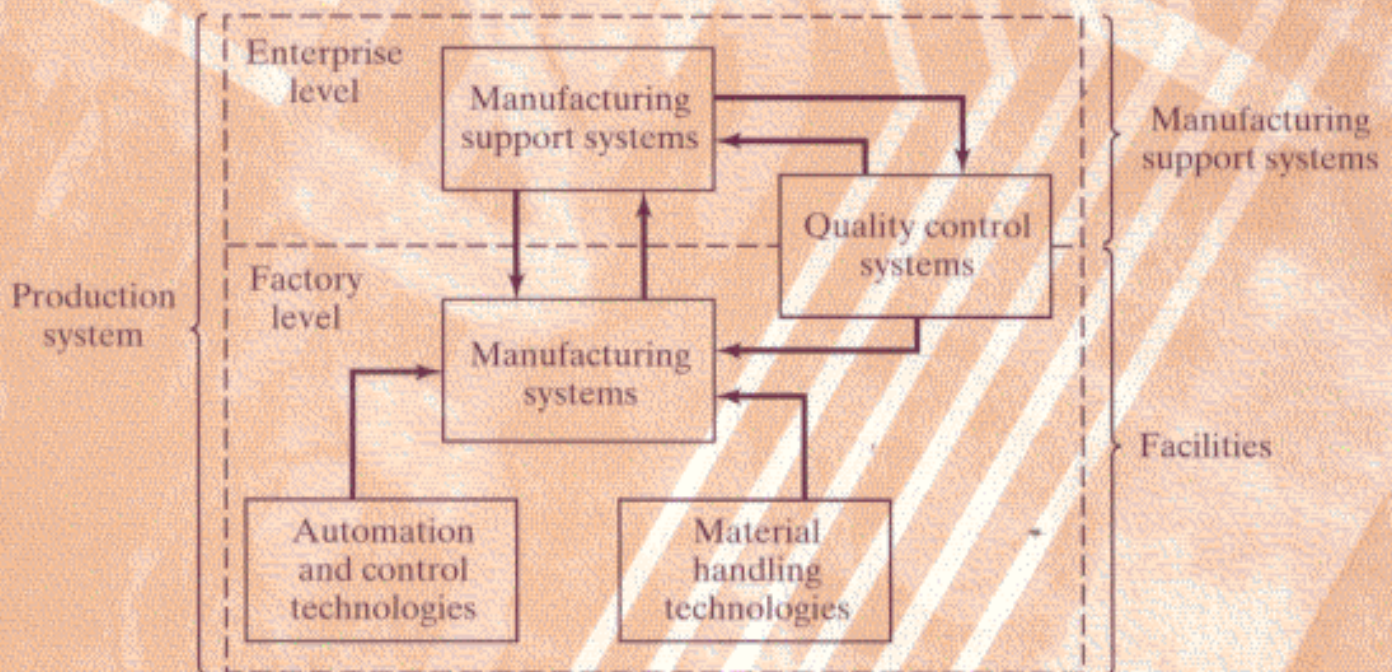 Enterprise
level
Manufacturing
support systems
Manufacturing
support systems
Quality control
systems
Production
system
Factory
level
Manufacturing
systems
Facilities
Automation
and control
technologies
Material
handling
technologies